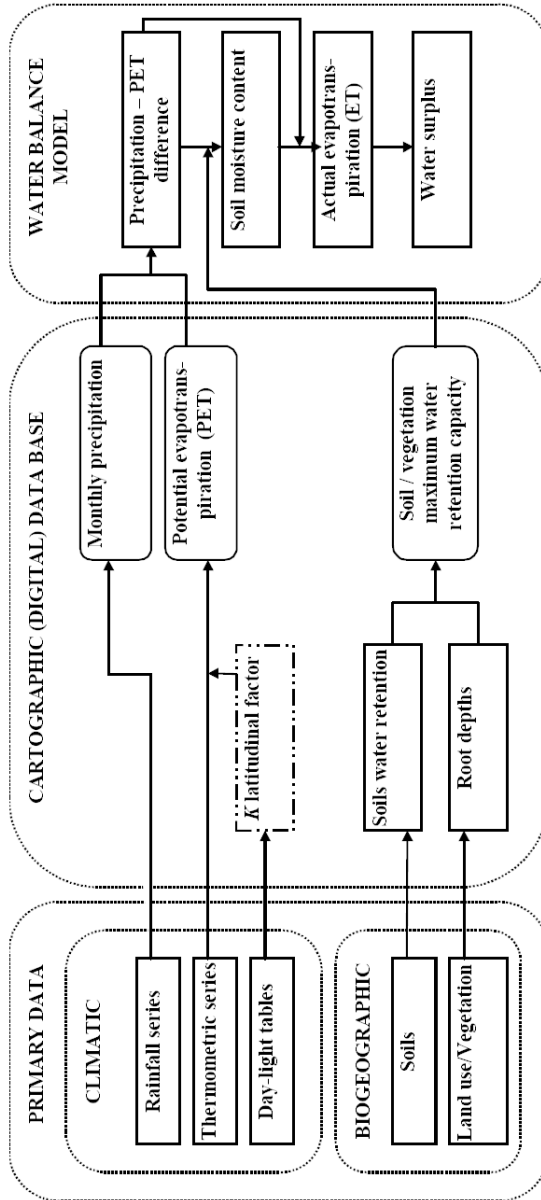 PRIMARY DATA
CLIMATIC
Rainfall series
Thermometric series
Day-light tables
BIOGEOGRAPHIC
Soils
Land use/Vegetation
CARTOGRAPHIC (DIGITAL) DATA BASE
Monthly precipitation
Potential evapotrans-
piration (PET)
K latitudinal factor
Soils water retention
Root depths
Soil / vegetation
maximum water
retention capacity
WATER BALANCE
MODEL
Precipitation – PET
difference
Soil moisture content
Actual evapotrans-
piration (ET)
Water surplus